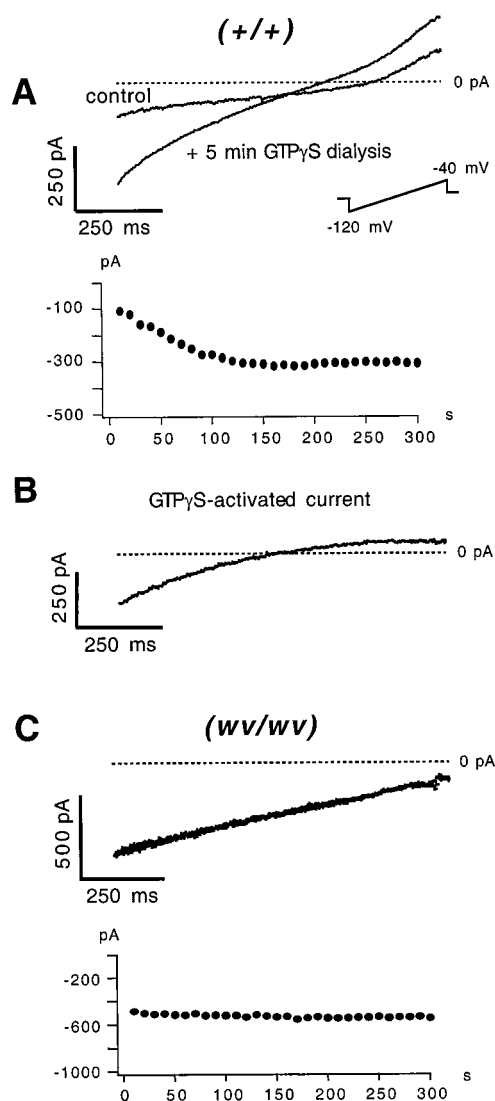 (+/+)
A
0 pA
control
+ 5 min GTPγS dialysis
250 pA
250 ms
-40 mV
-120 mV
pA
-100
-300
-500
0 50 100 150 200 250 300
s
B
GTPγS-activated current
0 pA
250 pA
250 ms
C
(wv/wv)
0 pA
500 pA
250 ms
pA
-200
-600
-1000
0 50 100 150 200 250 300
s